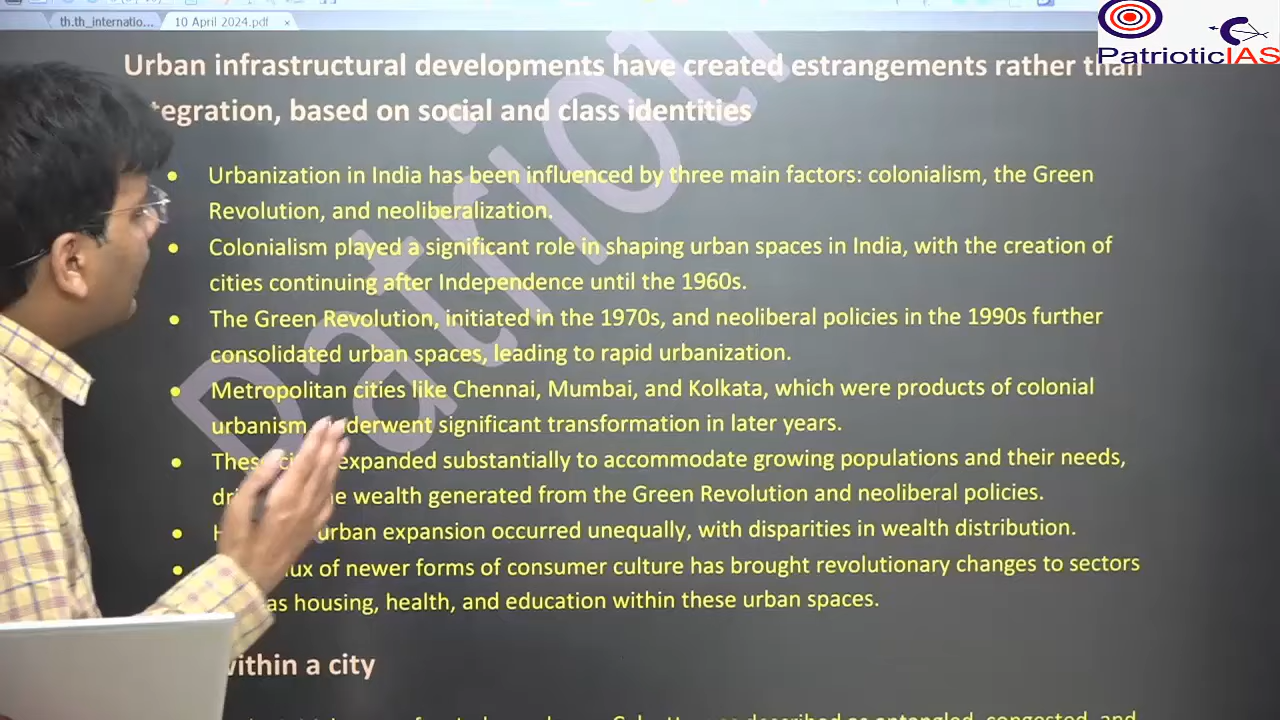 th.th_internatio...
10 April 2024.pdf
PatrioticIAS
Urban infrastructural developments have created estrangements rather than
tegration, based on social and class identities
Urbanization in India has been influenced by three main factors: colonialism, the Green
Revolution, and neoliberalization.
Colonialism played a significant role in shaping urban spaces in India, with the creation of
cities continuing after Independence until the 1960s.
The Green Revolution, initiated in the 1970s, and neoliberal policies in the 1990s further
consolidated urban spaces, leading to rapid urbanization.
Metropolitan cities like Chennai, Mumbai, and Kolkata, which were products of colonial
urbanism, underwent significant transformation in later years.
These expanded substantially to accommodate growing populations and their needs,
wealth generated from the Green Revolution and neoliberal policies.
urban expansion occurred unequally, with disparities in wealth distribution.
of newer forms of consumer culture has brought revolutionary changes to sectors
as housing, health, and education within these urban spaces.
within a city
Patrioti